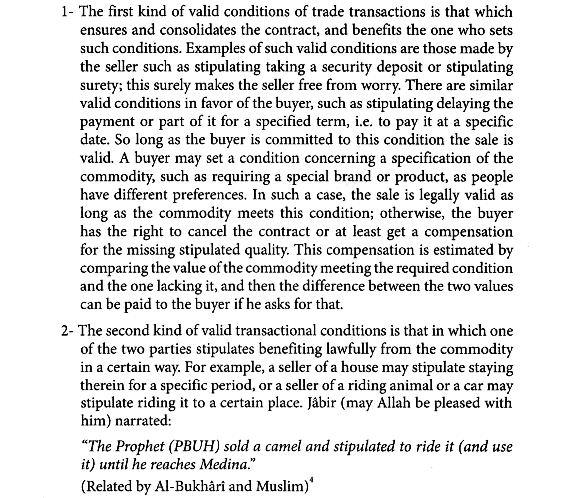 1- The first kind of valid conditions of trade transactions is that which
ensures and consolidates the contract, and benefits the one who sets
such conditions. Examples of such valid conditions are those made by
the seller such as stipulating taking a security deposit or stipulating
surety; this surely makes the seller free from worry. There are similar
valid conditions in favor of the buyer, such as stipulating delaying the
payment or part of it for a specified term, i.e. to pay it at a specific
date. So long as the buyer is committed to this condition the sale is
valid. A buyer may set a condition concerning a specification of the
commodity, such as requiring a special brand or product, as people
have different preferences. In such a case, the sale is legally valid as
long as the commodity meets this condition; otherwise, the buyer
has the right to cancel the contract or at least get a compensation
for the missing stipulated quality. This compensation is estimated by
comparing the value of the commodity meeting the required condition
and the one lacking it, and then the difference between the two values
can be paid to the buyer if he asks for that.
2- The second kind of valid transactional conditions is that in which one
of the two parties stipulates benefiting lawfully from the commodity
in a certain way. For example, a seller of a house may stipulate staying
therein for a specific period, or a seller of a riding animal or a car may
stipulate riding it to a certain place. Jâbir (may Allah be pleased with
him) narrated:
"The Prophet (PBUH) sold a camel and stipulated to ride it (and use
it) until he reaches Medina."
(Related by Al-Bukhâri and Muslim)⁴